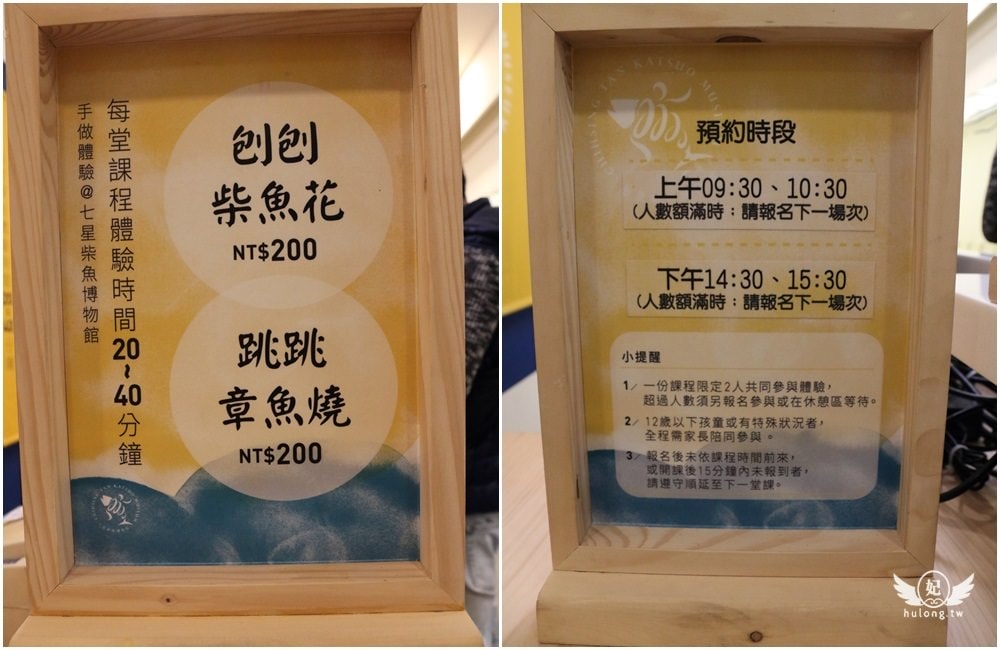 每堂課程體驗時間20~40分鐘
手做體驗@七星柴魚博物館
刨刨
柴魚花
NT$200
跳跳
章魚燒
NT$200
預約時段
上午09:30、10:30
(人數額滿時：請報名下一場次)
下午14:30、15:30
(人數額滿時：請報名下一場次)
小提醒
1/ 一份課程限定2人共同參與體驗，
超過人數須另報名參與或在休憩區等待。
2/ 12歲以下孩童或有特殊狀況者，
全程需家長陪同參與。
3/ 報名後未依課程時間前來，
或開課後15分鐘內未報到者，
請遵守順延至下一堂課。
妃
hulong.tw